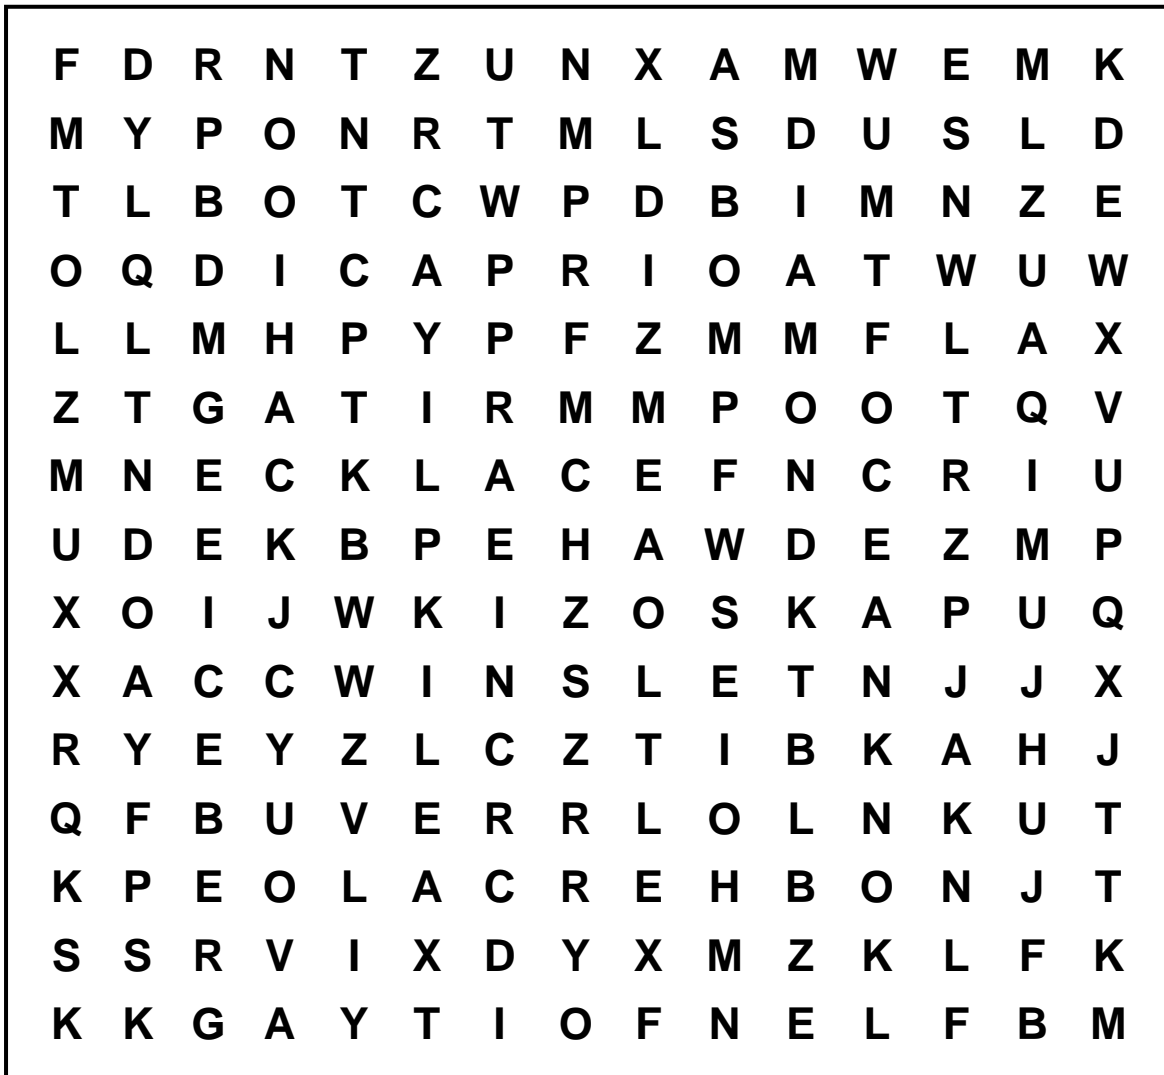 F D R N T Z U N X A M W E M K
M Y P O N R T M L S D U S L D
T L B O T C W P D B I M N Z E
O Q D I C A P R I O A T W U W
L L M H P Y P F Z M M F L A X
Z T G A T I R M M P O O T Q V
M N E C K L A C E F N C R I U
U D E K B P E H A W D E Z M P
X O I J W K I Z O S K A P U Q
X A C C W I N S L E T N J J X
R Y E Y Z L C Z T I B K A H J
Q F B U V E R R L O L N K U T
K P E O L A C R E H B O N J T
S S R V I X D Y X M Z K L F K
K K G A Y T I O F N E L F B M